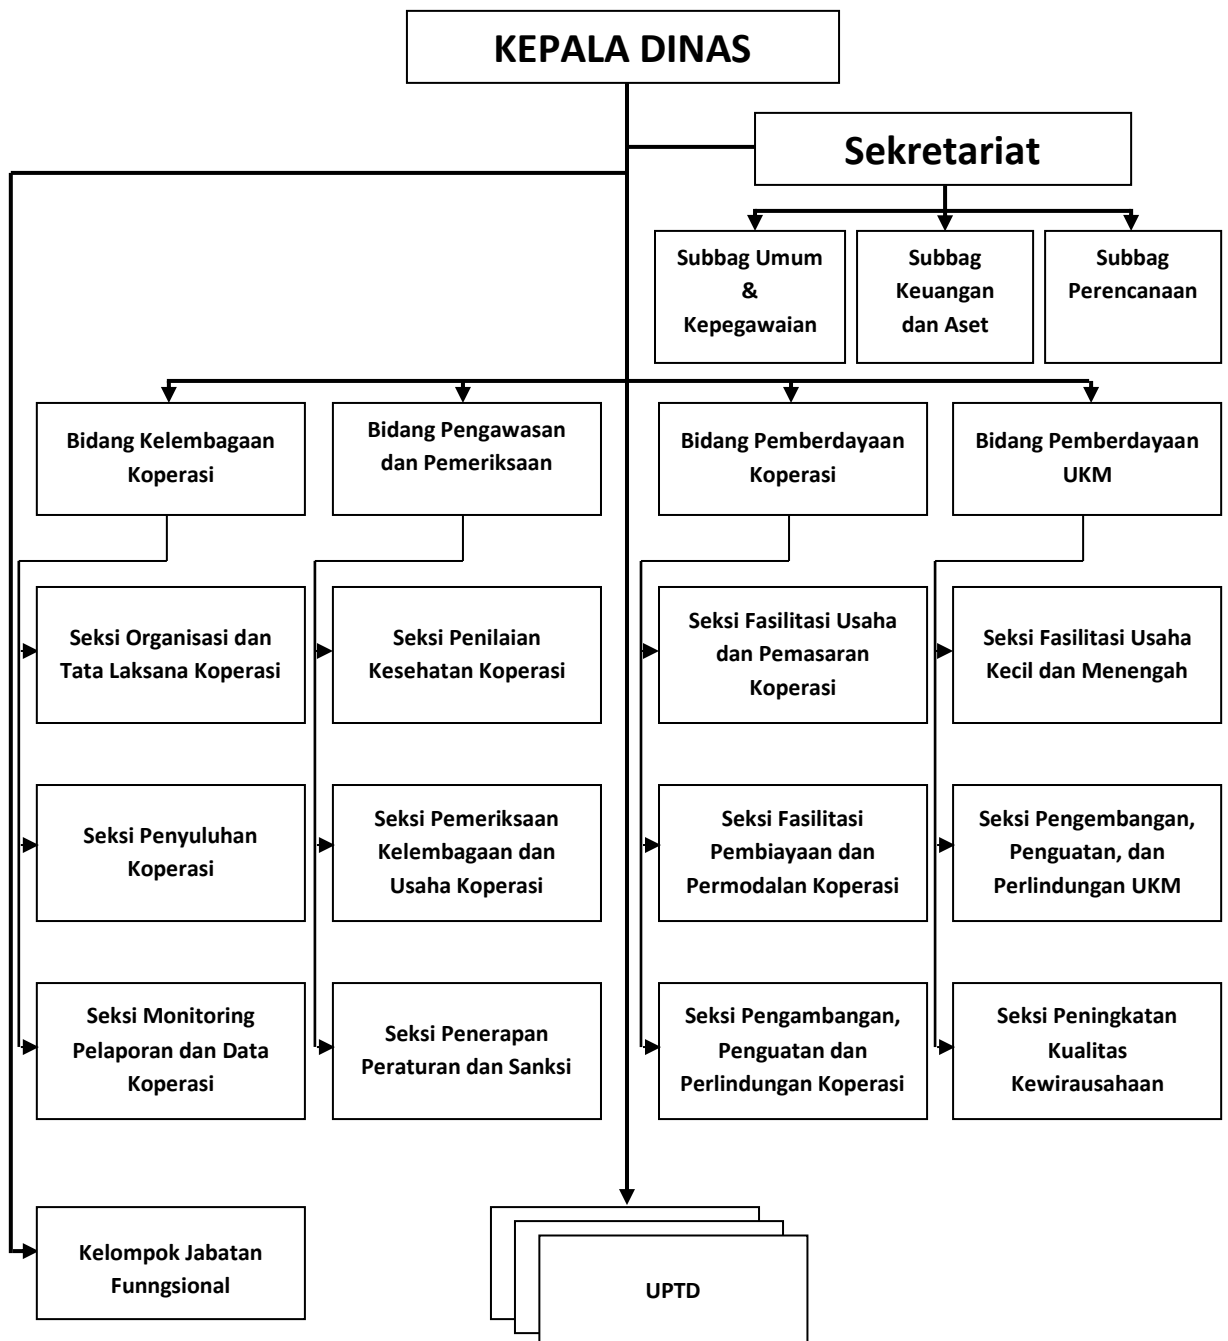 KEPALA DINAS
Sekretariat
Subbag Umum
&
Kepegawaian
Subbag
Keuangan
dan Aset
Subbag
Perencanaan
Bidang Kelembagaan
Koperasi
Bidang Pengawasan
dan Pemeriksaan
Bidang Pemberdayaan
Koperasi
Bidang Pemberdayaan
UKM
Seksi Organisasi dan
Tata Laksana Koperasi
Seksi Penilaian
Kesehatan Koperasi
Seksi Fasilitasi Usaha
dan Pemasaran
Koperasi
Seksi Fasilitasi Usaha
Kecil dan Menengah
Seksi Penyuluhan
Koperasi
Seksi Pemeriksaan
Kelembagaan dan
Usaha Koperasi
Seksi Fasilitasi
Pembiayaan dan
Permodalan Koperasi
Seksi Pengembangan,
Penguatan, dan
Perlindungan UKM
Seksi Monitoring
Pelaporan dan Data
Koperasi
Seksi Penerapan
Peraturan dan Sanksi
Seksi Pengambangan,
Penguatan dan
Perlindungan Koperasi
Seksi Peningkatan
Kualitas
Kewirausahaan
Kelompok Jabatan
Funngsional
UPTD